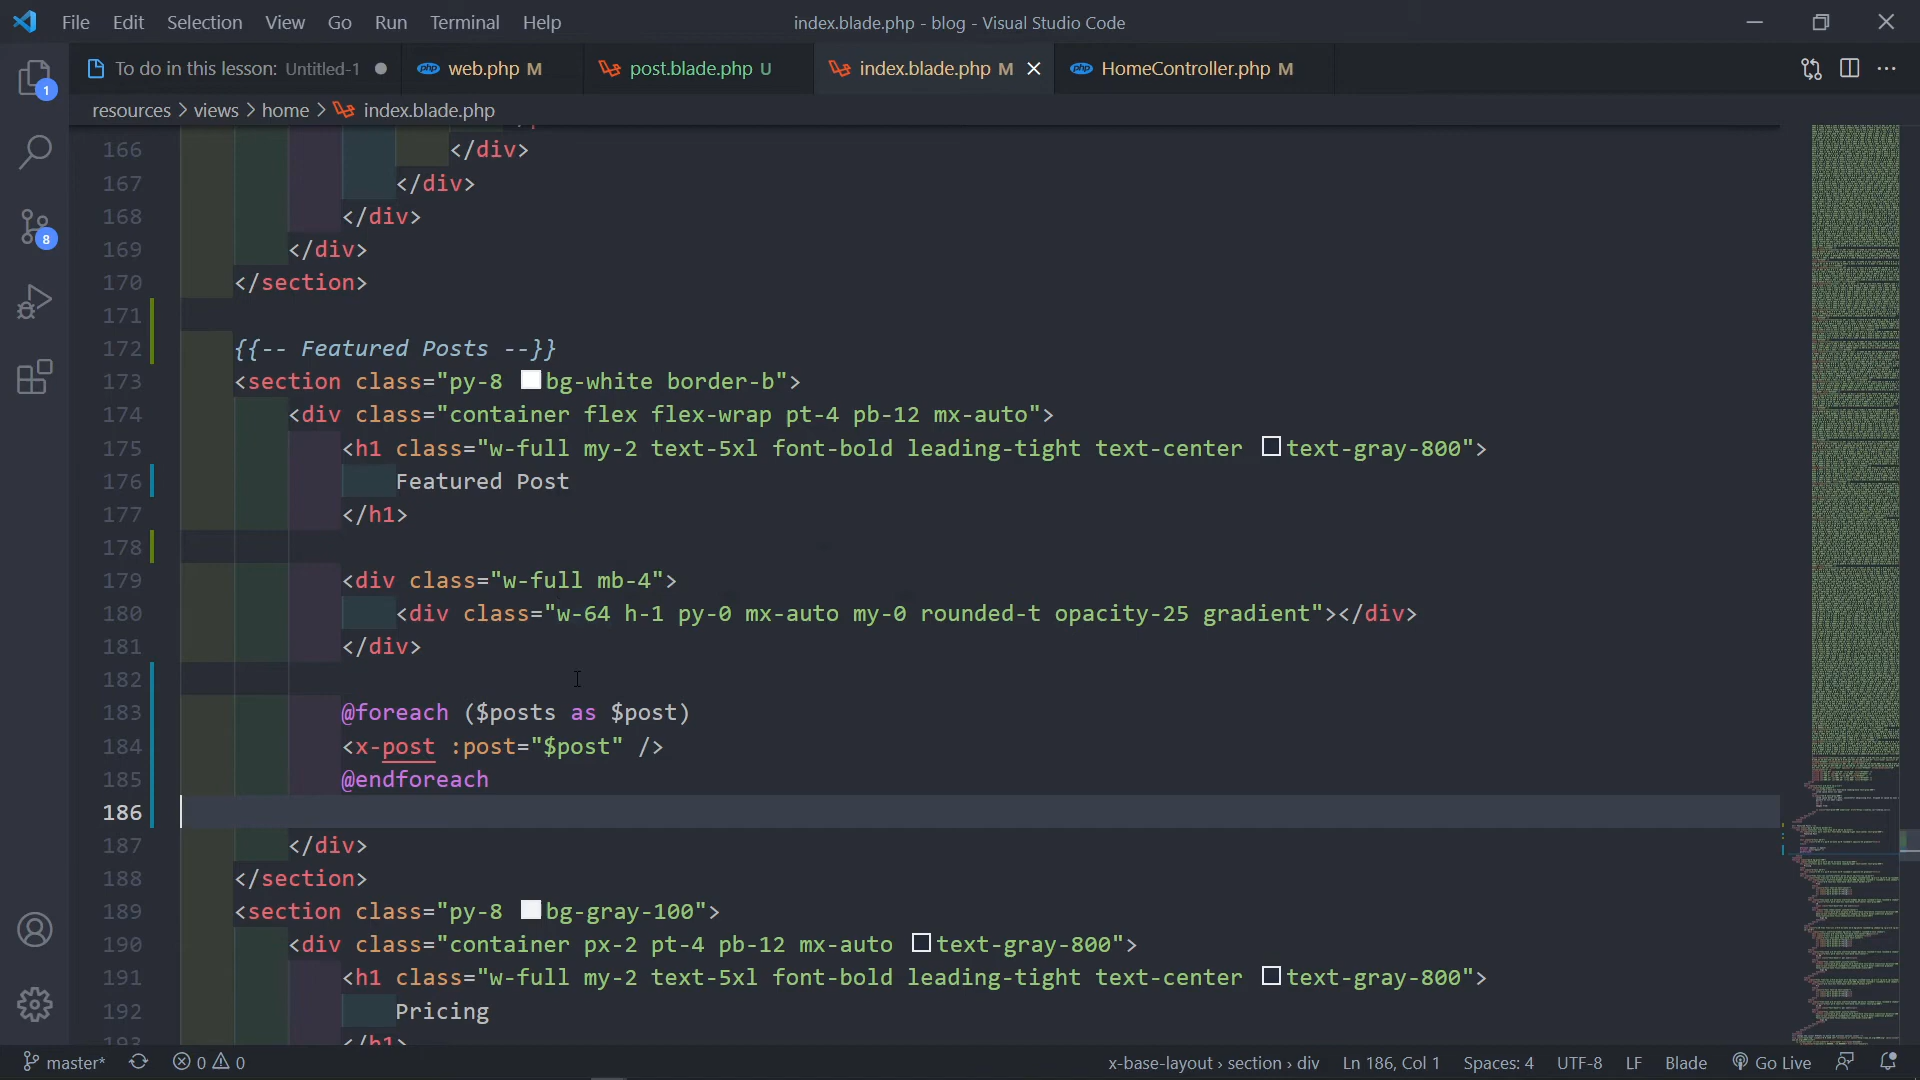 File Edit Selection View Go Run Terminal Help
index.blade.php - blog - Visual Studio Code
To do in this lesson: Untitled-1
web.php M
post.blade.php U
index.blade.php M
HomeController.php M
resources > views > home > index.blade.php
1
8
166 </div>
167 </div>
168 </div>
169 </div>
170 </section>
171
172 {{-- Featured Posts --}}
173 <section class="py-8 bg-white border-b">
174 <div class="container flex flex-wrap pt-4 pb-12 mx-auto">
175 <h1 class="w-full my-2 text-5xl font-bold leading-tight text-center text-gray-800">
176 Featured Post
177 </h1>
178
179 <div class="w-full mb-4">
180 <div class="w-64 h-1 py-0 mx-auto my-0 rounded-t opacity-25 gradient"></div>
181 </div>
182
183 @foreach ($posts as $post)
184 <x-post :post="$post" />
185 @endforeach
186
187 </div>
188 </section>
189 <section class="py-8 bg-gray-100">
190 <div class="container px-2 pt-4 pb-12 mx-auto text-gray-800">
191 <h1 class="w-full my-2 text-5xl font-bold leading-tight text-center text-gray-800">
192 Pricing
193 </h1>
master* 0 0 x-base-layout › section › div Ln 186, Col 1 Spaces: 4 UTF-8 LF Blade Go Live